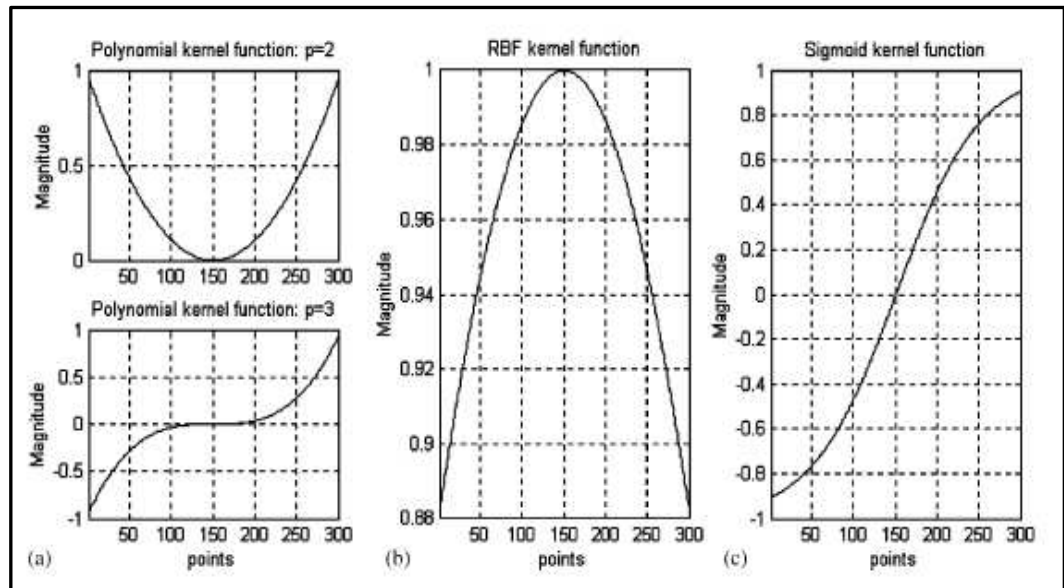 Polynomial kernel function: p=2
Magnitude
1
0.5
0
50 100 150 200 250 300
Polynomial kernel function: p=3
Magnitude
1
0.5
0
-0.5
-1
50 100 150 200 250 300
(a)
points
RBF kernel function
Magnitude
1
0.98
0.96
0.94
0.92
0.9
0.88
50 100 150 200 250 300
(b)
points
Sigmoid kernel function
Magnitude
1
0.8
0.6
0.4
0.2
0
-0.2
-0.4
-0.6
-0.8
-1
50 100 150 200 250 300
(c)
points